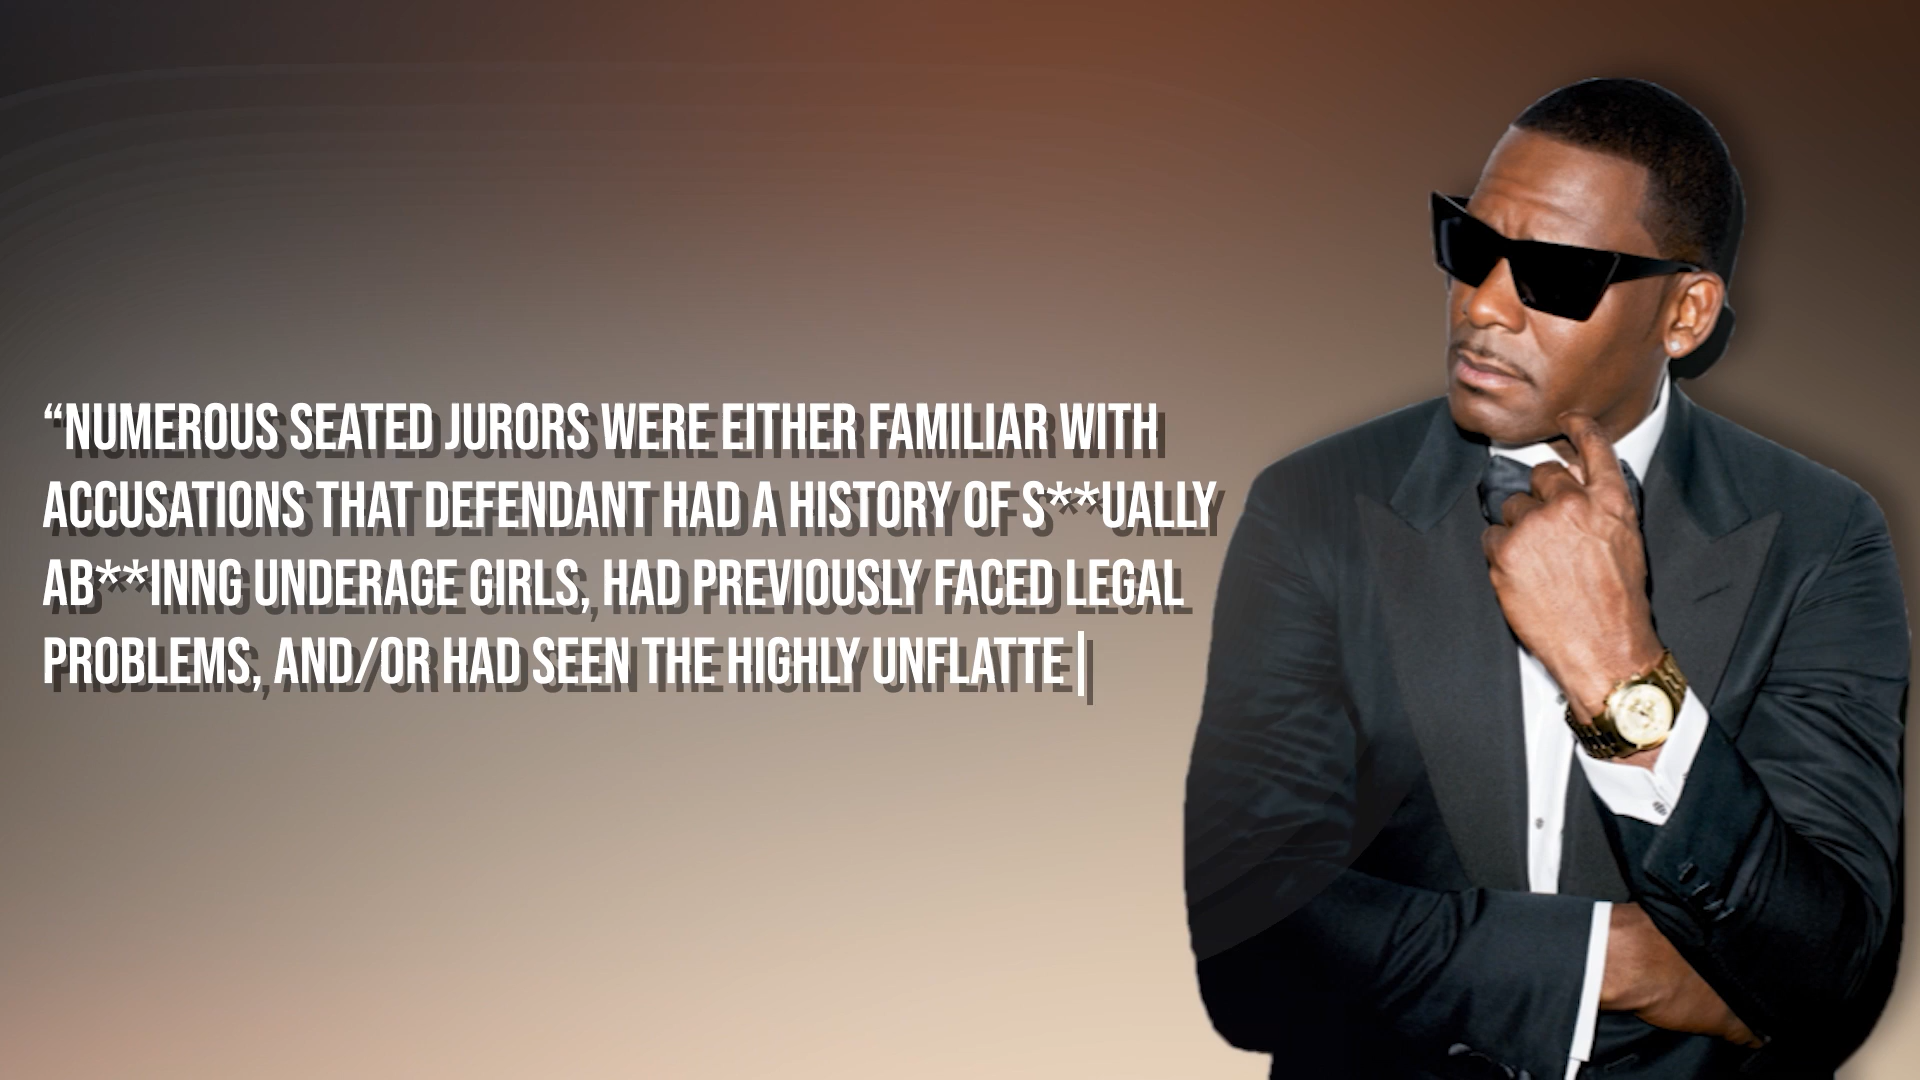 “NUMEROUS SEATED JURORS WERE EITHER FAMILIAR WITH
ACCUSATIONS THAT DEFENDANT HAD A HISTORY OF S**UALLY
AB**INNG UNDERAGE GIRLS, HAD PREVIOUSLY FACED LEGAL
PROBLEMS, AND/OR HAD SEEN THE HIGHLY UNFLATTE|